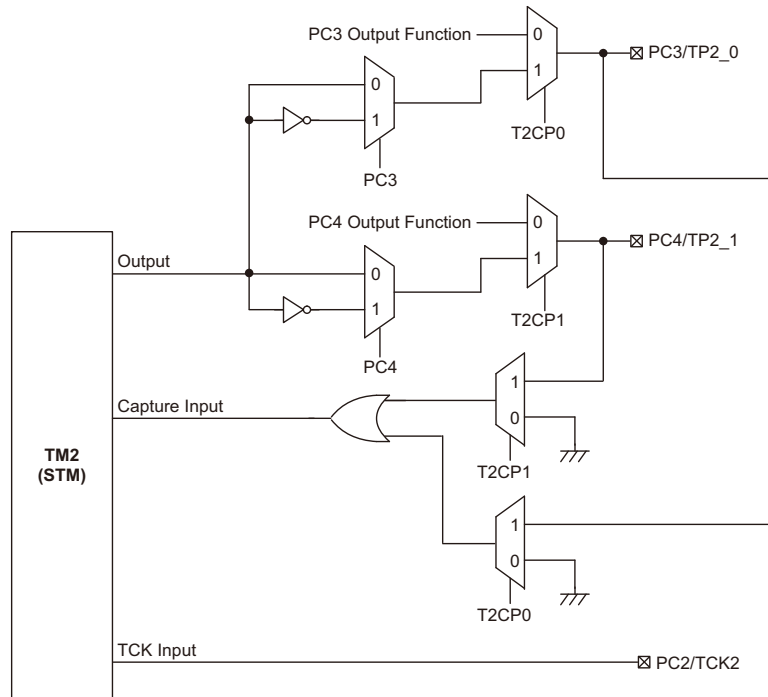 PC3 Output Function
0
1
T2CP0
PC3/TP2_0
0
1
PC3
PC4 Output Function
0
1
T2CP1
PC4/TP2_1
Output
0
1
PC4
Capture Input
1
0
T2CP1
TM2
(STM)
1
0
T2CP0
TCK Input
PC2/TCK2